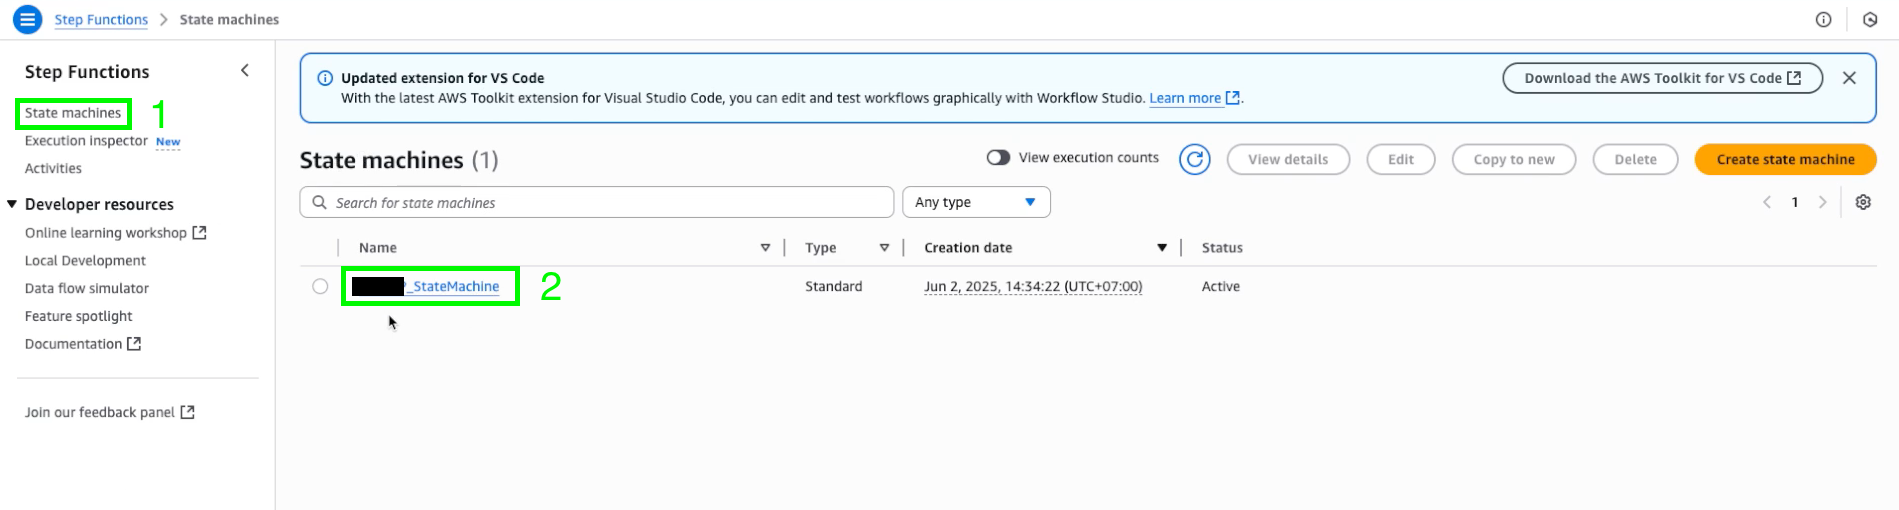 Step Functions > State machines
Step Functions
State machines 1
Execution inspector New
Activities
Developer resources
Online learning workshop
Local Development
Data flow simulator
Feature spotlight
Documentation
Join our feedback panel
Updated extension for VS Code
With the latest AWS Toolkit extension for Visual Studio Code, you can edit and test workflows graphically with Workflow Studio. Learn more.
Download the AWS Toolkit for VS Code
State machines (1)
View execution counts
View details
Edit
Copy to new
Delete
Create state machine
Search for state machines
Any type
1
Name Type Creation date Status
_StateMachine 2 Standard Jun 2, 2025, 14:34:22 (UTC+07:00) Active